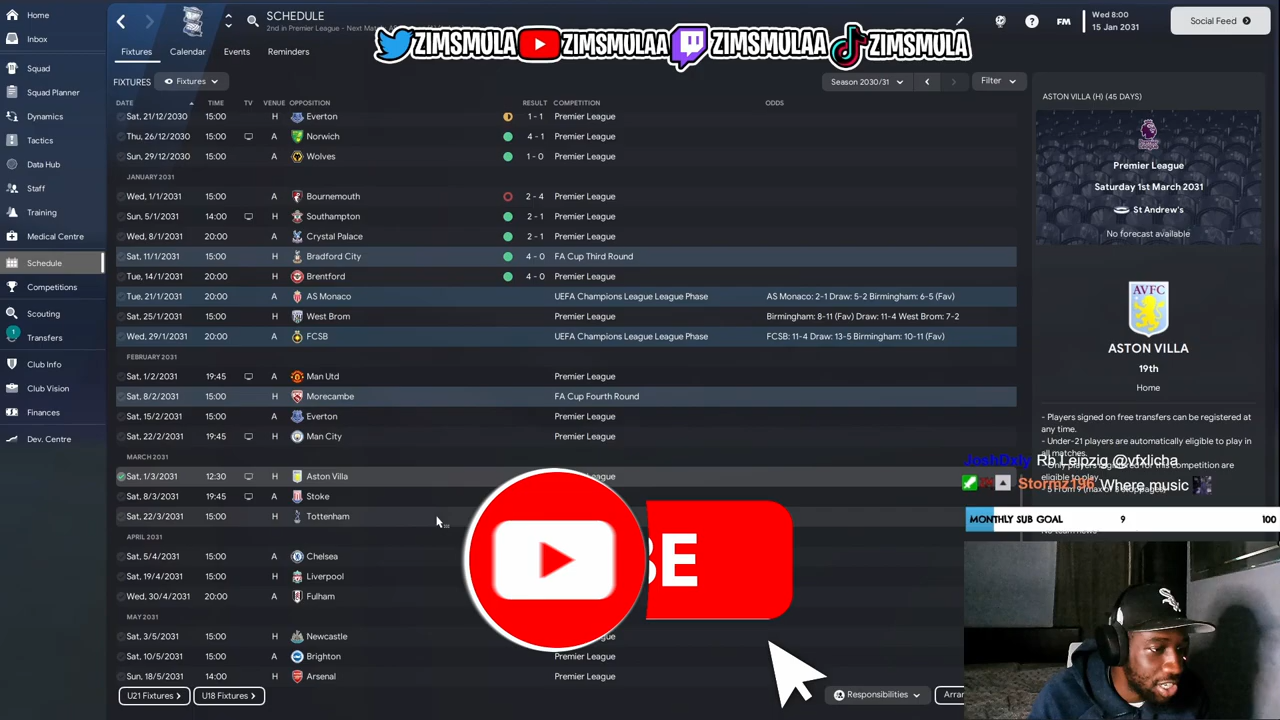 Home
Inbox
Squad
Squad Planner
Dynamics
Tactics
Data Hub
Staff
Training
Medical Centre
Schedule
Competitions
Scouting
Transfers
Club Info
Club Vision
Finances
Dev. Centre
SCHEDULE
2nd in Premier League - Next Match:
FM
Wed 8:00
15 Jan 2031
Social Feed
ZIMSMULA ZIMSMULAA ZIMSMULAA ZIMSMULA
Fixtures Calendar Events Reminders
FIXTURES Fixtures Season 2030/31 Filter
DATE TIME TV VENUE OPPOSITION RESULT COMPETITION ODDS
Sat, 21/12/2030 15:00 H Everton 1 - 1 Premier League
Thu, 26/12/2030 15:00 A Norwich 4 - 1 Premier League
Sun, 29/12/2030 15:00 A Wolves 1 - 0 Premier League
JANUARY 2031
Wed, 1/1/2031 15:00 A Bournemouth 2 - 4 Premier League
Sun, 5/1/2031 14:00 H Southampton 2 - 1 Premier League
Wed, 8/1/2031 20:00 A Crystal Palace 2 - 1 Premier League
Sat, 11/1/2031 15:00 H Bradford City 4 - 0 FA Cup Third Round
Tue, 14/1/2031 15:00 H Brentford 4 - 0 Premier League
Tue, 21/1/2031 20:00 A AS Monaco UEFA Champions League League Phase AS Monaco: 2-1 Draw: 5-2 Birmingham: 6-5 (Fav)
Sat, 25/1/2031 15:00 H West Brom Premier League Birmingham: 8-11 (Fav) Draw: 11-4 West Brom: 7-2
Wed, 29/1/2031 20:00 A FCSB UEFA Champions League League Phase FCSB: 11-4 Draw: 13-5 Birmingham: 10-11 (Fav)
FEBRUARY 2031
Sat, 1/2/2031 19:45 A Man Utd Premier League
Sat, 8/2/2031 15:00 H Morecambe FA Cup Fourth Round
Sat, 15/2/2031 15:00 A Everton Premier League
Sat, 22/2/2031 19:45 H Man City Premier League
MARCH 2031
Sat, 1/3/2031 12:30 H Aston Villa League
Sat, 8/3/2031 19:45 A Stoke
Sat, 22/3/2031 15:00 H Tottenham
APRIL 2031
Sat, 5/4/2031 15:00 A Chelsea
Sat, 19/4/2031 15:00 H Liverpool
Wed, 30/4/2031 20:00 A Fulham
MAY 2031
Sat, 3/5/2031 15:00 H Newcastle
Sat, 10/5/2031 15:00 A Brighton Premier League
Sun, 18/5/2031 14:00 H Arsenal Premier League
U21 Fixtures U18 Fixtures
Responsibilities
BE
ASTON VILLA (H) (45 DAYS)
Premier League
Saturday 1st March 2031
St Andrew's
No forecast available
AVFC
ASTON VILLA
19th
Home
- Players signed on free transfers can be registered at
any time.
- Under-21 players are automatically eligible to play in
all matches.
JoshDxly Rb Leipzig @yfxlicha
Stormz196 Where music
MONTHLY SUB GOAL 9 100